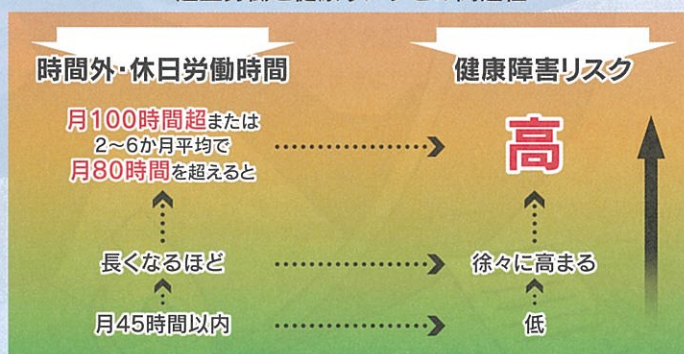 時間外・休日労働時間
健康障害リスク
月100時間超または
2〜6か月平均で
月80時間を超えると
高
長くなるほど
徐々に高まる
月45時間以内
低